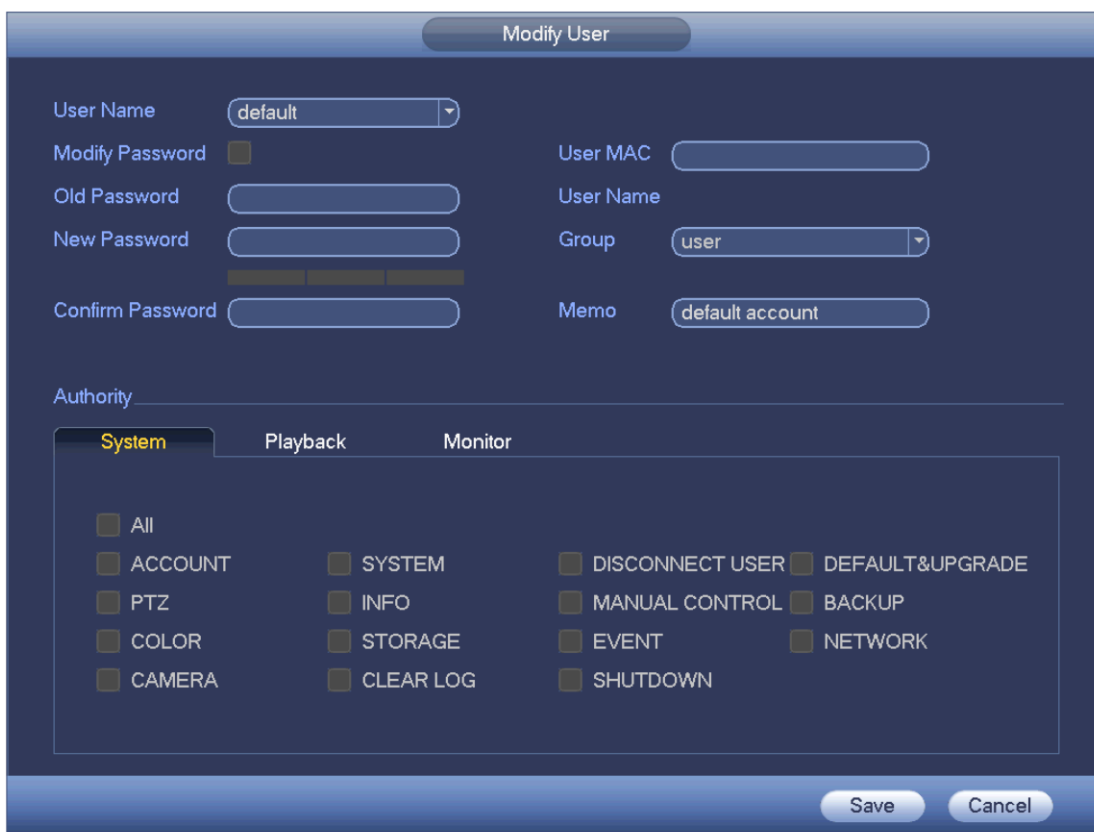 Modify User
User Name default
Modify Password User MAC
Old Password User Name
New Password Group user
Confirm Password Memo default account
Authority
System Playback Monitor
All
ACCOUNT SYSTEM DISCONNECT USER DEFAULT&UPGRADE
PTZ INFO MANUAL CONTROL BACKUP
COLOR STORAGE EVENT NETWORK
CAMERA CLEAR LOG SHUTDOWN
Save Cancel